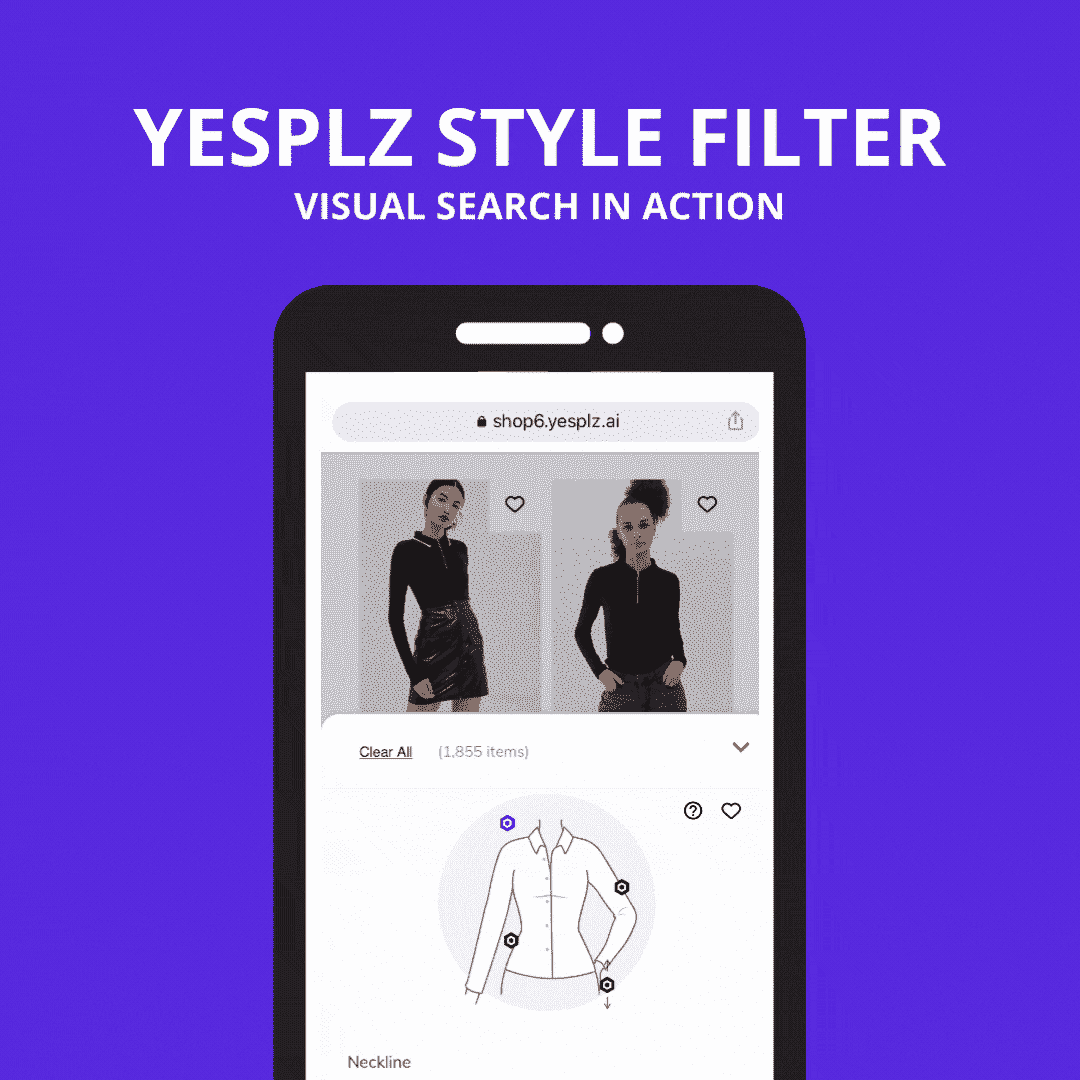 YESPLZ STYLE FILTER
VISUAL SEARCH IN ACTION
shop6.yesplz.ai
Clear All (1,855 items)
Neckline